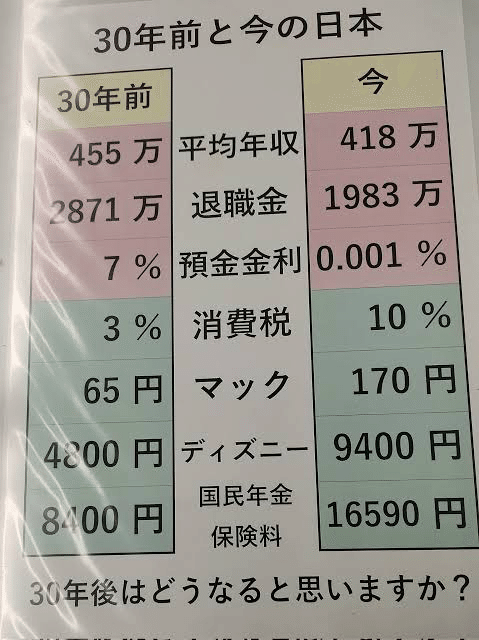 30年前と今の日本
30年前 今
455 万 平均年収 418 万
2871 万 退職金 1983 万
7 % 預金金利 0.001 %
3 % 消費税 10 %
65 円 マック 170 円
4800 円 ディズニー 9400 円
8400 円 国民年金 16590 円
保険料
30年後はどうなると思いますか？